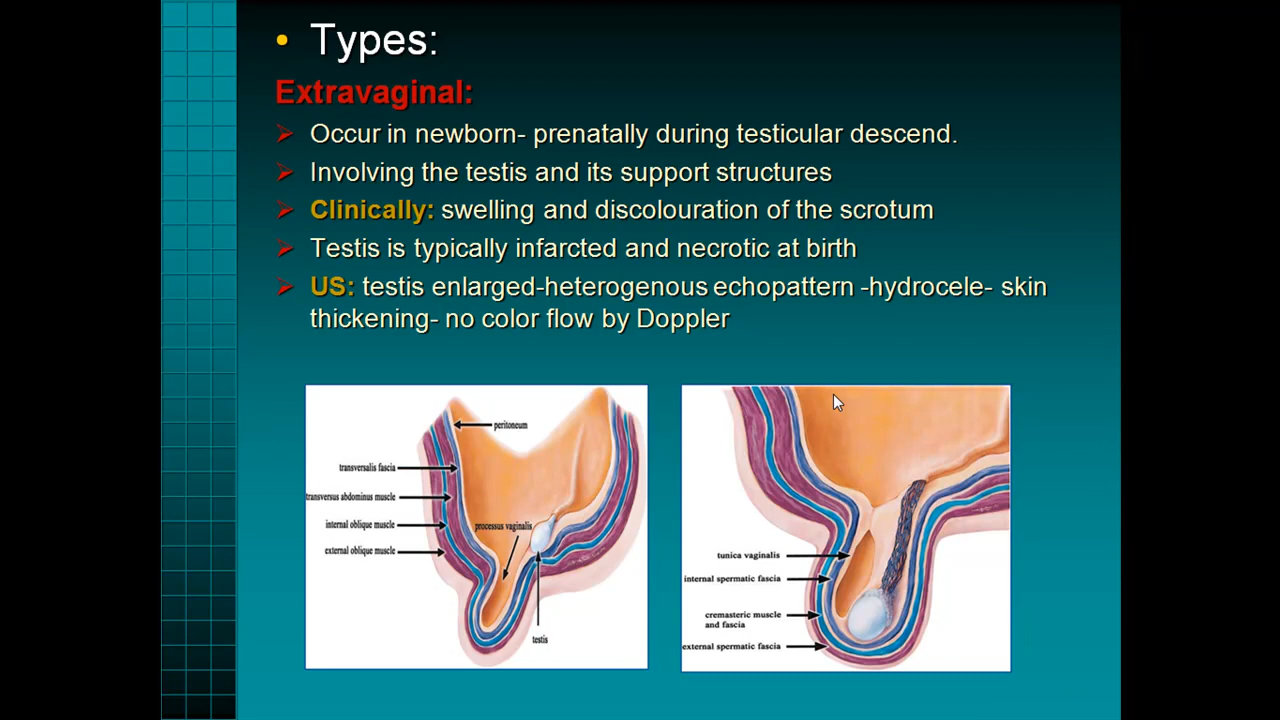 • Types:
Extravaginal:
Occur in newborn- prenatally during testicular descend.
Involving the testis and its support structures
Clinically: swelling and discolouration of the scrotum
Testis is typically infarcted and necrotic at birth
US: testis enlarged-heterogenous echopattern -hydrocele- skin
thickening- no color flow by Doppler
peritoneum
transversalis fascia
transversus abdominus muscle
processus vaginalis
internal oblique muscle
external oblique muscle
testis
tunica vaginalis
internal spermatic fascia
cremasteric muscle
and fascia
external spermatic fascia